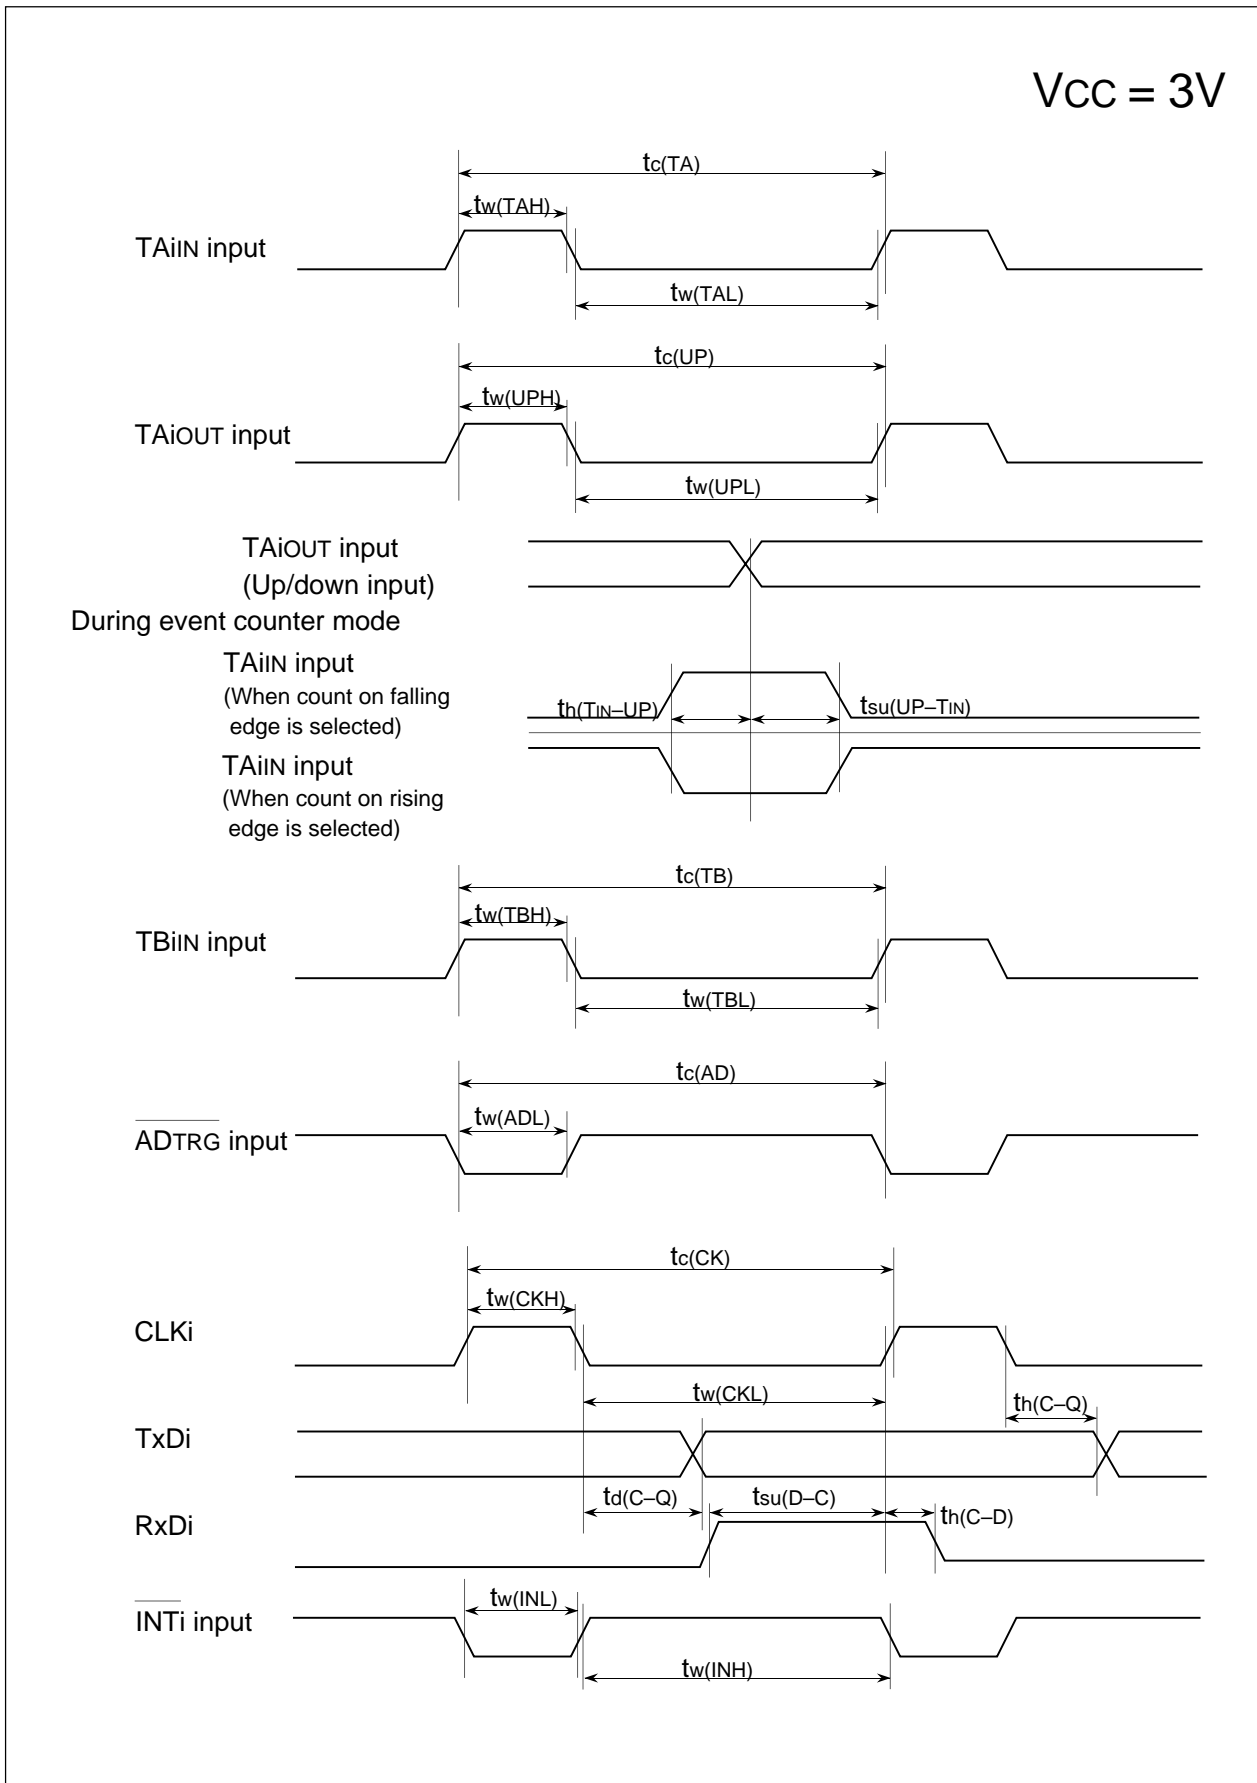 VCC = 3V
tc(TA)
tw(TAH)
TAiIN input
tw(TAL)
tc(UP)
tw(UPH)
TAiOUT input
tw(UPL)
TAiOUT input
(Up/down input)
During event counter mode
TAiIN input
(When count on falling
edge is selected)
th(TIN–UP)
tsu(UP–TIN)
TAiIN input
(When count on rising
edge is selected)
tc(TB)
tw(TBH)
TBiIN input
tw(TBL)
tc(AD)
tw(ADL)
ADTRG input
tc(CK)
tw(CKH)
CLKi
tw(CKL)
th(C–Q)
TxDi
td(C–Q)
tsu(D–C)
th(C–D)
RxDi
tw(INL)
INTi input
tw(INH)